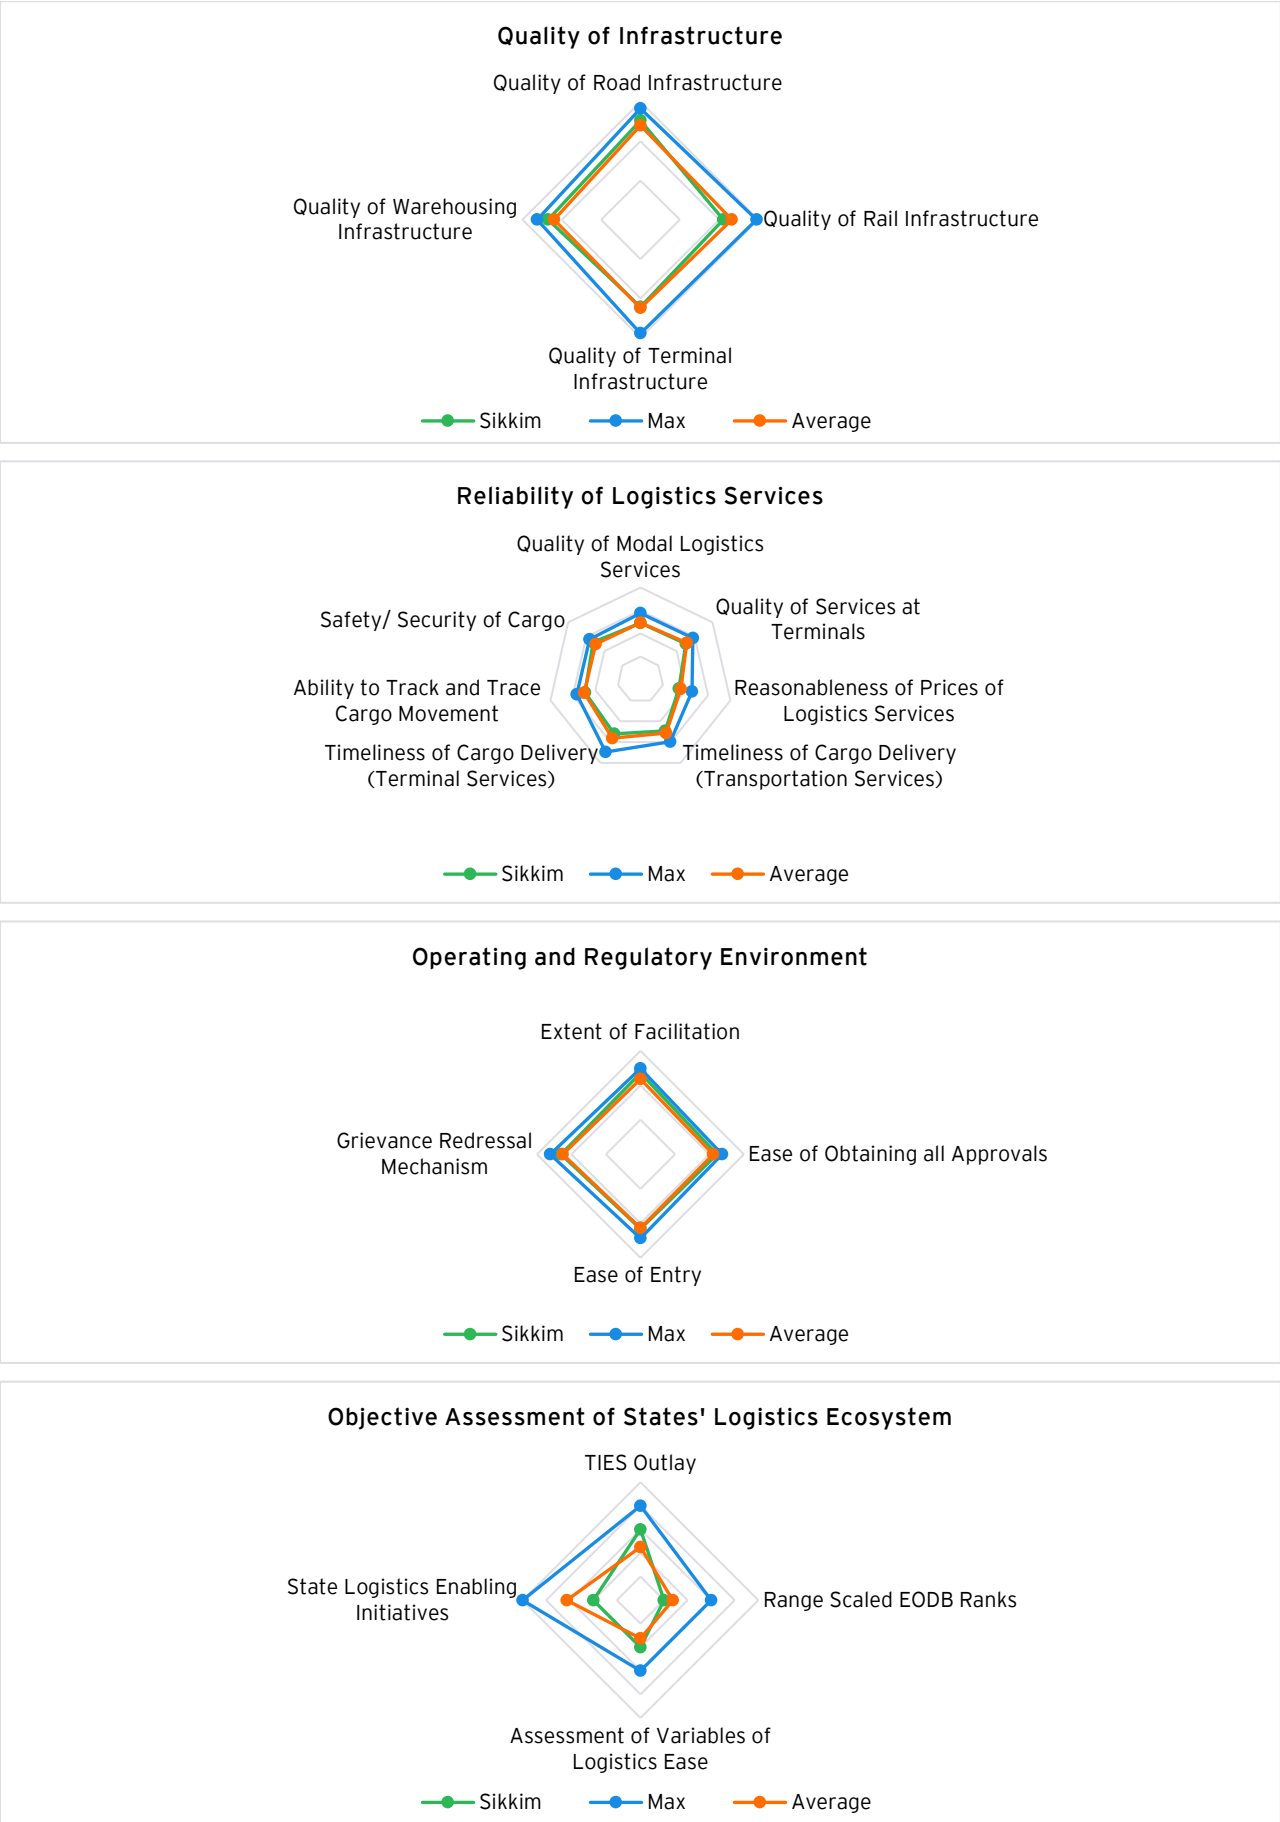 Quality of Infrastructure
Quality of Road Infrastructure
Quality of Warehousing
Infrastructure
Quality of Rail Infrastructure
Quality of Terminal
Infrastructure
Sikkim Max Average
Reliability of Logistics Services
Quality of Modal Logistics
Services
Safety/ Security of Cargo
Quality of Services at
Terminals
Ability to Track and Trace
Cargo Movement
Reasonableness of Prices of
Logistics Services
Timeliness of Cargo Delivery
(Terminal Services)
Timeliness of Cargo Delivery
(Transportation Services)
Sikkim Max Average
Operating and Regulatory Environment
Extent of Facilitation
Grievance Redressal
Mechanism
Ease of Obtaining all Approvals
Ease of Entry
Sikkim Max Average
Objective Assessment of States' Logistics Ecosystem
TIES Outlay
State Logistics Enabling
Initiatives
Range Scaled EODB Ranks
Assessment of Variables of
Logistics Ease
Sikkim Max Average